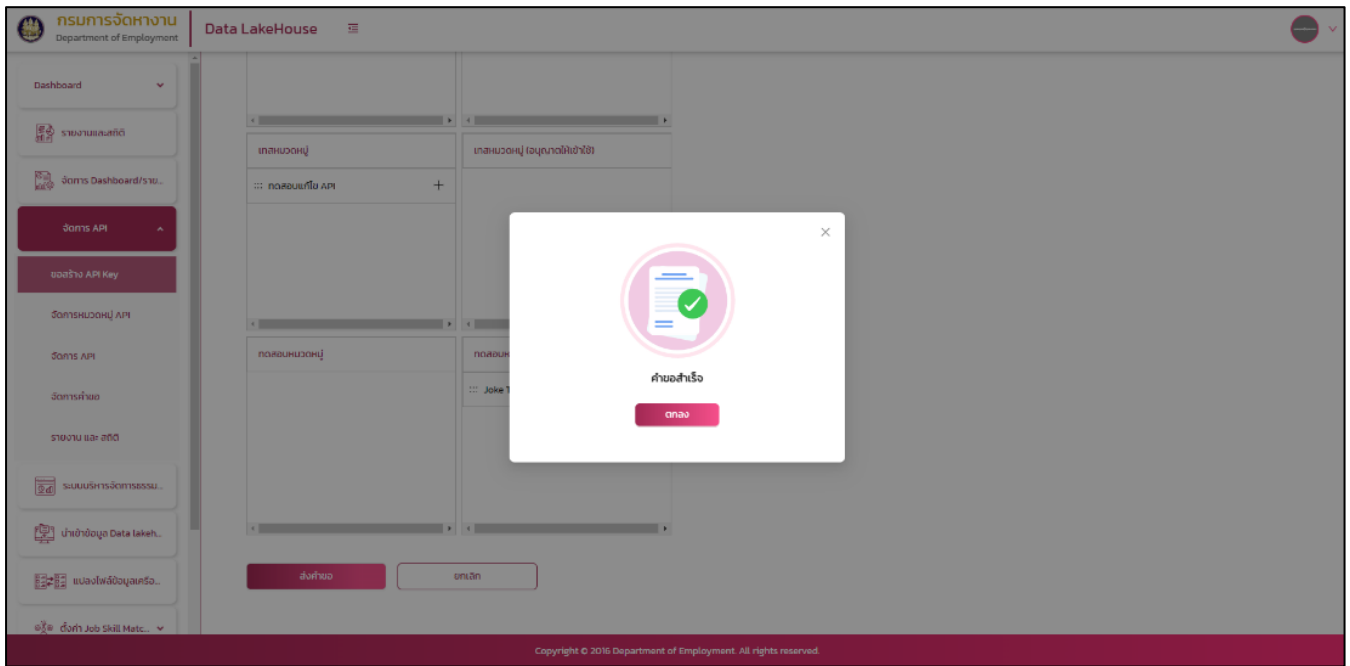 กรมการจัดหางาน
Department of Employment
Data LakeHouse
Dashboard
รายงานและสถิติ
จัดการ Dashboard/ราย...
จัดการ API
ขอสร้าง API Key
จัดการหมวดหมู่ API
จัดการ API
จัดการคำขอ
รายงาน และ สถิติ
ระบบบริหารจัดการธรรม...
นำเข้าข้อมูล Data lakeh...
แปลงไฟล์ข้อมูลเครือ...
ตั้งค่า Job Skill Matc...
เทสหมวดหมู่
เทสหมวดหมู่ (อนุญาตให้เข้าใช้)
::: ทดสอบแก้ไข API +
ทดสอบหมวดหมู่
ทดสอบห
::: Joke T
คำขอสำเร็จ
ตกลง
ส่งคำขอ
ยกเลิก
Copyright © 2016 Department of Employment. All rights reserved.